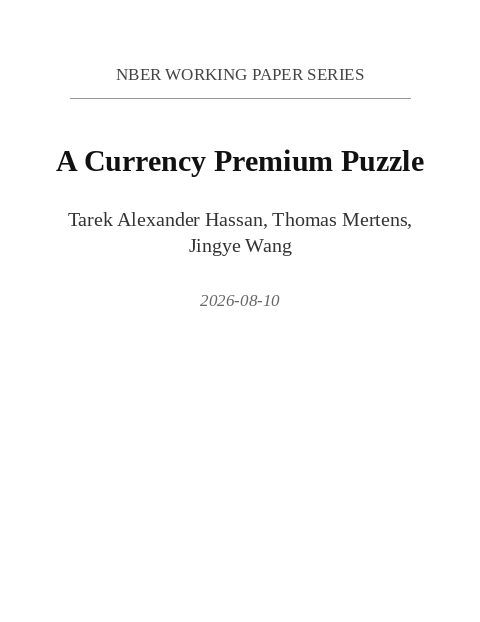 NBER WORKING PAPER SERIES
A Currency Premium Puzzle
Tarek Alexander Hassan, Thomas Mertens,
Jingye Wang
2026-08-10